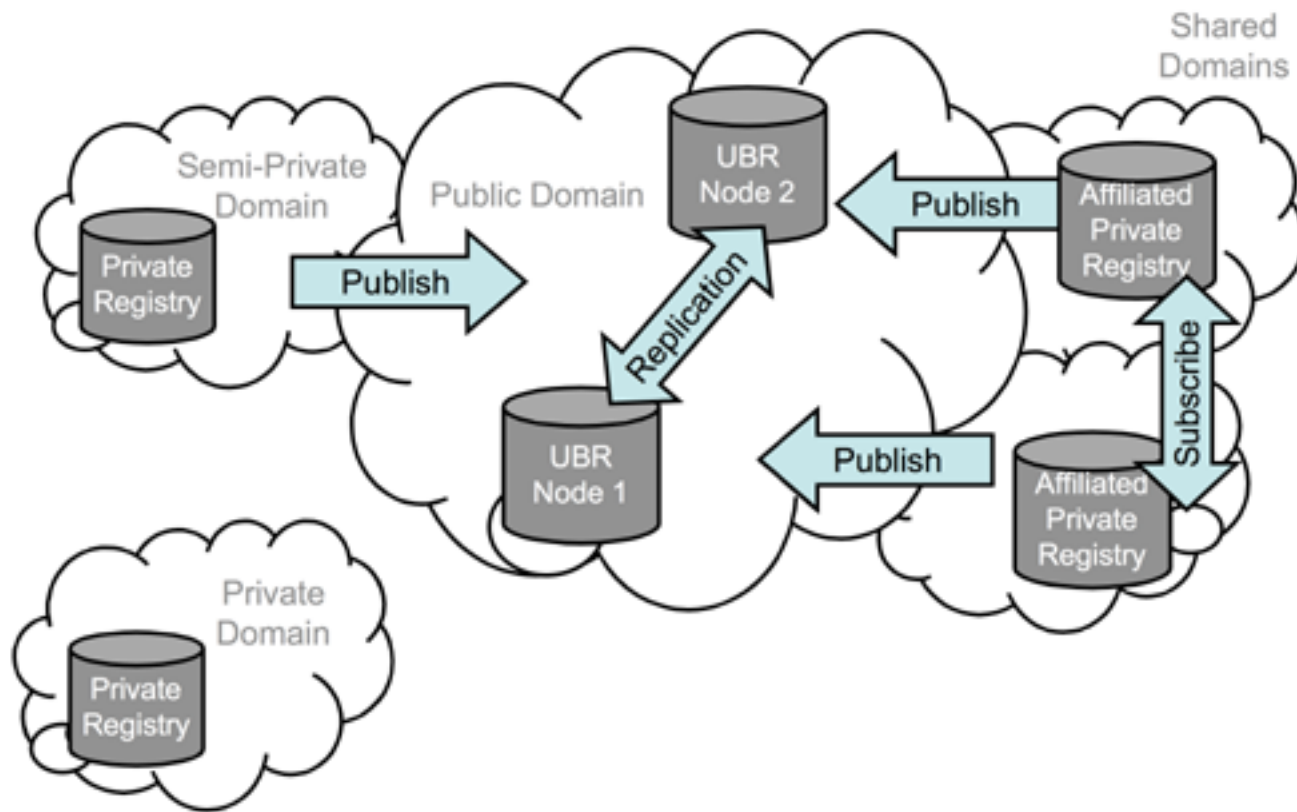 Shared
Domains
Semi-Private
Domain
Private
Registry
Publish
Public Domain
UBR
Node 2
Replication
UBR
Node 1
Publish
Affiliated
Private
Registry
Subscribe
Publish
Affiliated
Private
Registry
Private
Domain
Private
Registry